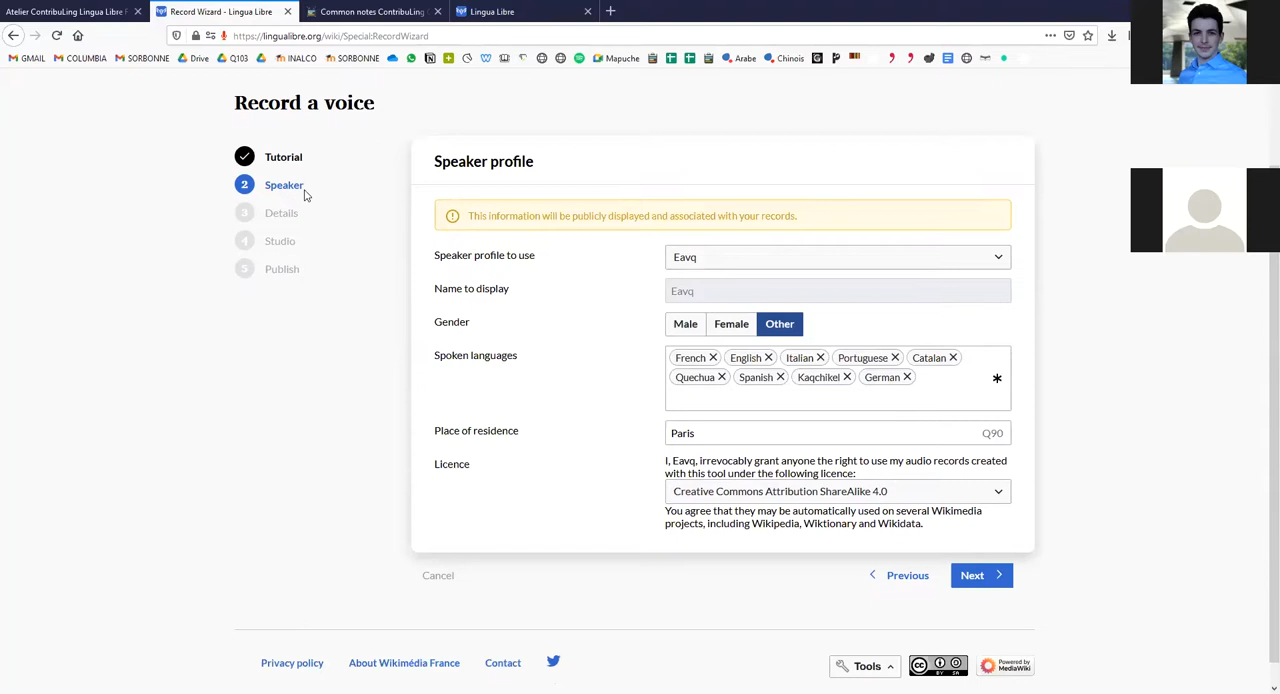 Atelier ContribuLing Lingua Libre
Record Wizard - Lingua Libre
Common notes ContribuLing
Lingua Libre
https://lingualibre.org/wiki/Special:RecordWizard
GMAIL COLUMBIA SORBONNE Drive Q103 INALCO SORBONNE Mapuche Arabe Chinois
Record a voice
Tutorial
2 Speaker
3 Details
4 Studio
5 Publish
Speaker profile
This information will be publicly displayed and associated with your records.
Speaker profile to use Eavq
Name to display Eavq
Gender Male Female Other
Spoken languages French English Italian Portuguese Catalan
Quechua Spanish Kaqchikel German
Place of residence Paris Q90
Licence I, Eavq, irrevocably grant anyone the right to use my audio records created
with this tool under the following licence:
Creative Commons Attribution ShareAlike 4.0
You agree that they may be automatically used on several Wikimedia
projects, including Wikipedia, Wiktionary and Wikidata.
Cancel Previous Next
Privacy policy About Wikimédia France Contact Tools BY SA Powered by
MediaWiki